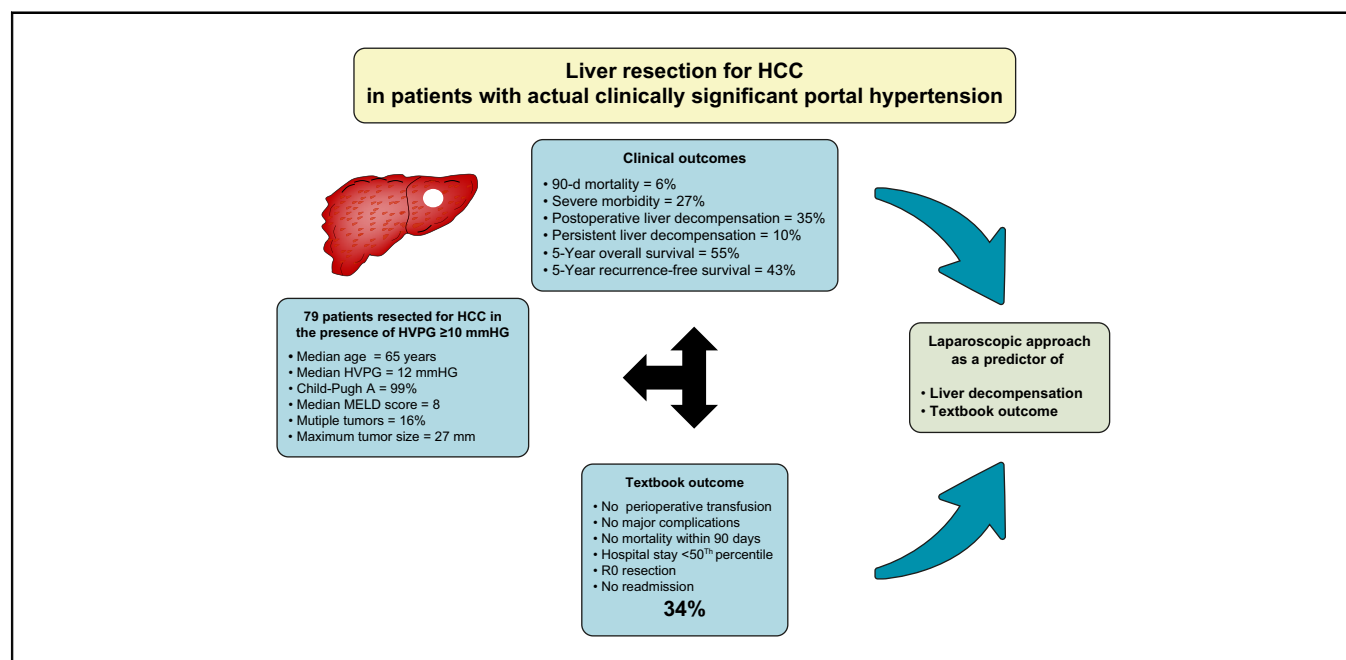 Liver resection for HCC
in patients with actual clinically significant portal hypertension
Clinical outcomes
• 90-d mortality = 6%
• Severe morbidity = 27%
• Postoperative liver decompensation = 35%
• Persistent liver decompensation = 10%
• 5-Year overall survival = 55%
• 5-Year recurrence-free survival = 43%
79 patients resected for HCC in
the presence of HVPG ≥10 mmHG
• Median age = 65 years
• Median HVPG = 12 mmHG
• Child-Pugh A = 99%
• Median MELD score = 8
• Mutiple tumors = 16%
• Maximum tumor size = 27 mm
Laparoscopic approach
as a predictor of
• Liver decompensation
• Textbook outcome
Textbook outcome
• No perioperative transfusion
• No major complications
• No mortality within 90 days
• Hospital stay <50Th percentile
• R0 resection
• No readmission
34%